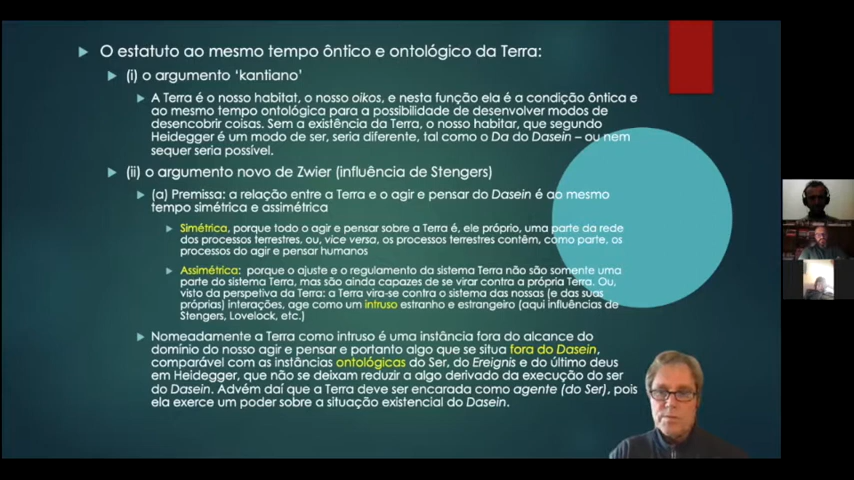 O estatuto ao mesmo tempo ôntico e ontológico da Terra:
(i) o argumento 'kantiano'
A Terra é o nosso habitat, o nosso oikos, e nesta função ela é a condição ôntica e
ao mesmo tempo ontológica para a possibilidade de desenvolver modos de
desencobrir coisas. Sem a existência da Terra, o nosso habitar, que segundo
Heidegger é um modo de ser, seria diferente, tal como o Da do Dasein – ou nem
sequer seria possível.
(ii) o argumento novo de Zwier (influência de Stengers)
(a) Premissa: a relação entre a Terra e o agir e pensar do Dasein é ao mesmo
tempo simétrica e assimétrica
Simétrica, porque todo o agir e pensar sobre a Terra é, ele próprio, uma parte da rede
dos processos terrestres, ou, vice versa, os processos terrestres contêm, como parte, os
processos do agir e pensar humanos
Assimétrica: porque o ajuste e o regulamento da sistema Terra não são somente uma
parte do sistema Terra, mas são ainda capazes de se virar contra a própria Terra. Ou,
visto da perspetiva da Terra: a Terra vira-se contra o sistema das nossas (e das suas
próprias) interações, age como um intruso estranho e estrangeiro (aqui influências de
Stengers, Lovelock, etc.)
Nomeadamente a Terra como intruso é uma instância fora do alcance do
domínio do nosso agir e pensar e portanto algo que se situa fora do Dasein,
comparável com as instâncias ontológicas do Ser, do Ereignis e do último deus
em Heidegger, que não se deixam reduzir a algo derivado da execução do ser
do Dasein. Advém daí que a Terra deve ser encarada como agente (do Ser), pois
ela exerce um poder sobre a situação existencial do Dasein.